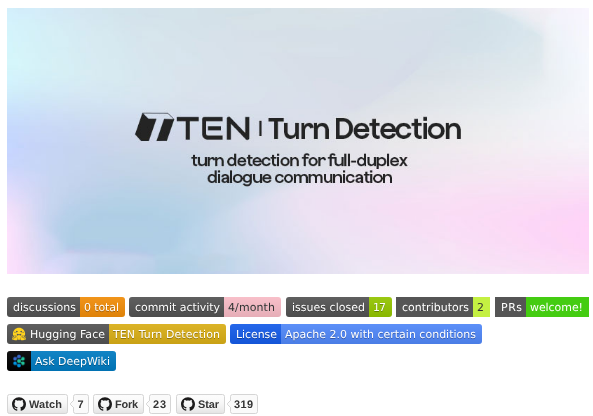 TEN | Turn Detection
turn detection for full-duplex
dialogue communication
discussions 0 total commit activity 4/month issues closed 17 contributors 2 PRs welcome!
Hugging Face TEN Turn Detection License Apache 2.0 with certain conditions
Ask DeepWiki
Watch 7 Fork 23 Star 319